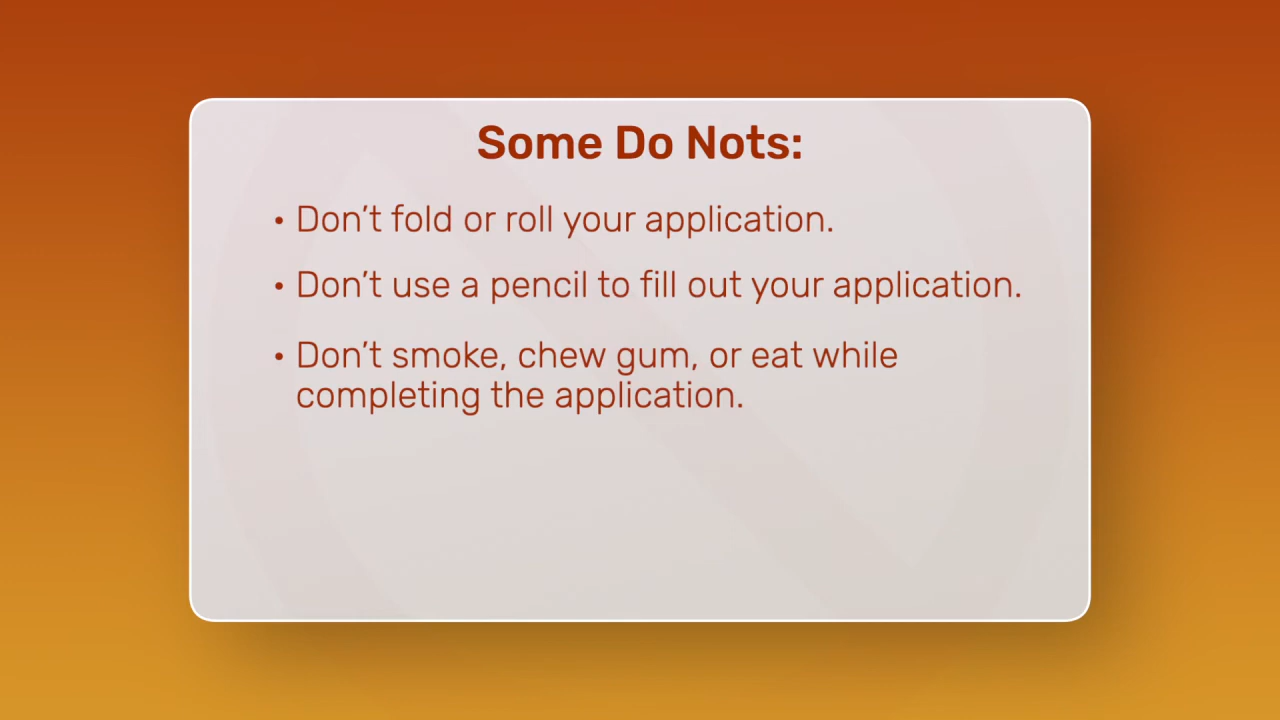 Some Do Nots:
• Don’t fold or roll your application.
• Don’t use a pencil to fill out your application.
• Don’t smoke, chew gum, or eat while
completing the application.